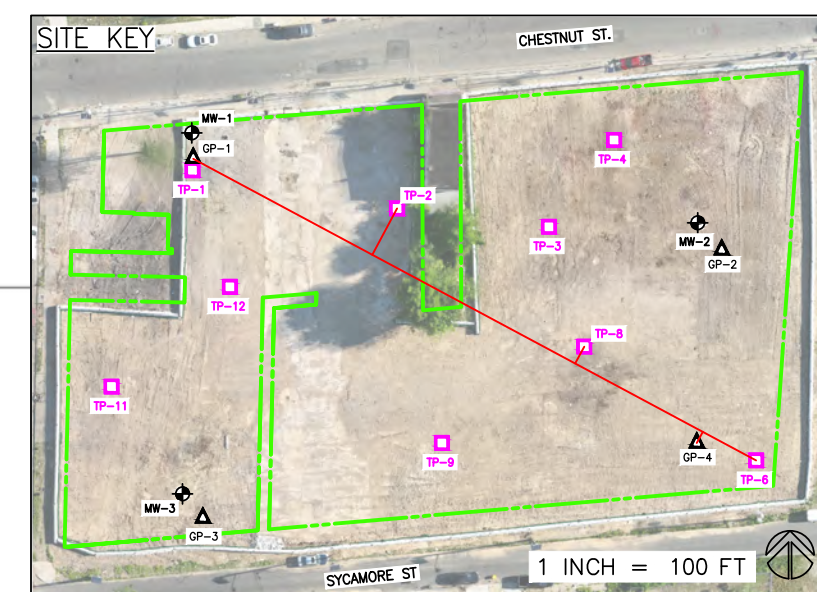 SITE KEY
CHESTNUT ST.
MW-1
GP-1
TP-1
TP-2
TP-4
TP-3
MW-2
GP-2
TP-12
TP-8
TP-11
TP-9
GP-4
TP-6
MW-3
GP-3
SYCAMORE ST
1 INCH = 100 FT